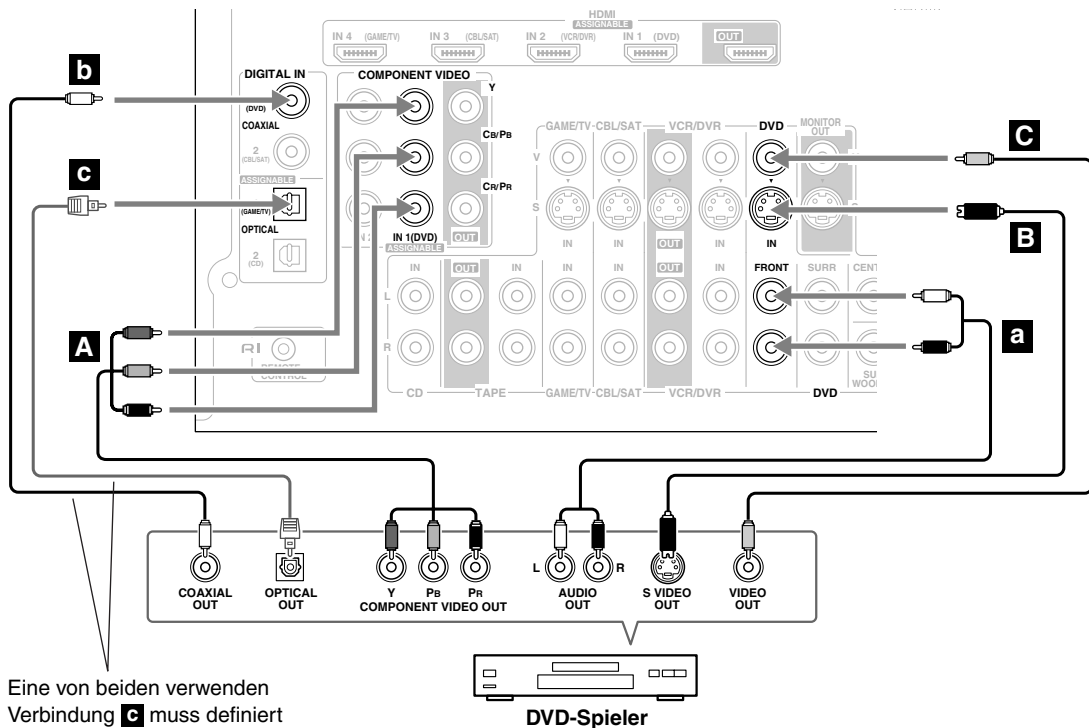 HDMI
ASSIGNABLE
IN 4 (GAME/TV) IN 3 (CBL/SAT) IN 2 (VCR/DVR) IN 1 (DVD) OUT
b
DIGITAL IN
COMPONENT VIDEO
(DVD)
Y
COAXIAL
2
(CBL/SAT)
CB/PB
GAME/TV CBL/SAT VCR/DVR DVD MONITOR OUT
C
V
c
ASSIGNABLE
(GAME/TV)
CR/PR
S
B
OPTICAL
IN 1(DVD) OUT
ASSIGNABLE
IN IN OUT IN IN
2
(CD)
IN OUT IN IN IN OUT IN FRONT SURR
L
a
A
RI
REMOTE
CONTROL
R
CD TAPE GAME/TV CBL/SAT VCR/DVR DVD
COAXIAL OUT
OPTICAL OUT
Y PB PR
COMPONENT VIDEO OUT
L R
AUDIO OUT
S VIDEO OUT
VIDEO OUT
Eine von beiden verwenden
Verbindung c muss definiert
DVD-Spieler